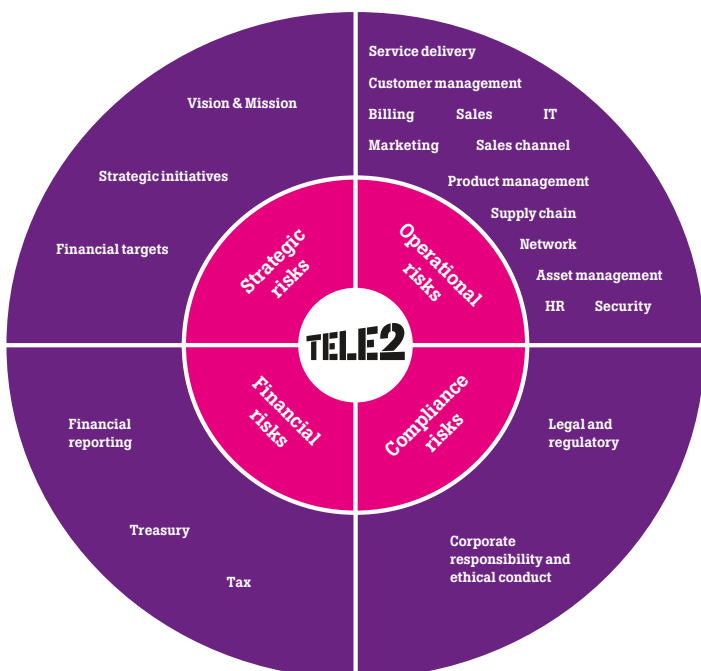 Vision & Mission
Strategic initiatives
Financial targets
Strategic
risks
Service delivery
Customer management
Billing Sales IT
Marketing Sales channel
Product management
Supply chain
Network
Asset management
HR Security
Operational
risks
TELE2
Financial
risks
Financial
reporting
Treasury
Tax
Compliance
risks
Legal and
regulatory
Corporate
responsibility and
ethical conduct